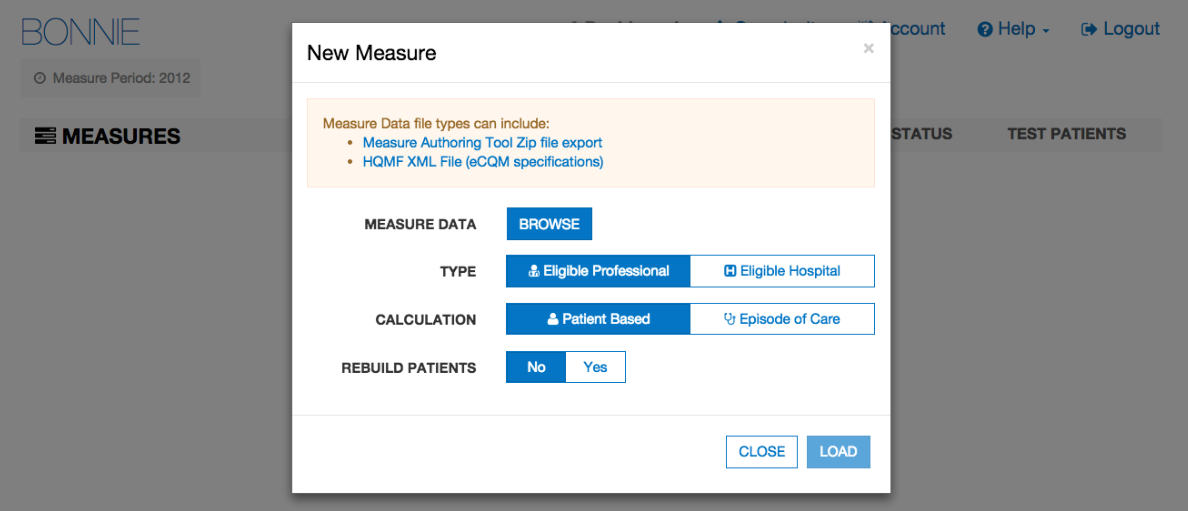 BONNIE
Account
Help
Logout
Measure Period: 2012
MEASURES
STATUS
TEST PATIENTS
New Measure
×
Measure Data file types can include:
• Measure Authoring Tool Zip file export
• HQMF XML File (eCQM specifications)
MEASURE DATA
BROWSE
TYPE
Eligible Professional
Eligible Hospital
CALCULATION
Patient Based
Episode of Care
REBUILD PATIENTS
No
Yes
CLOSE
LOAD